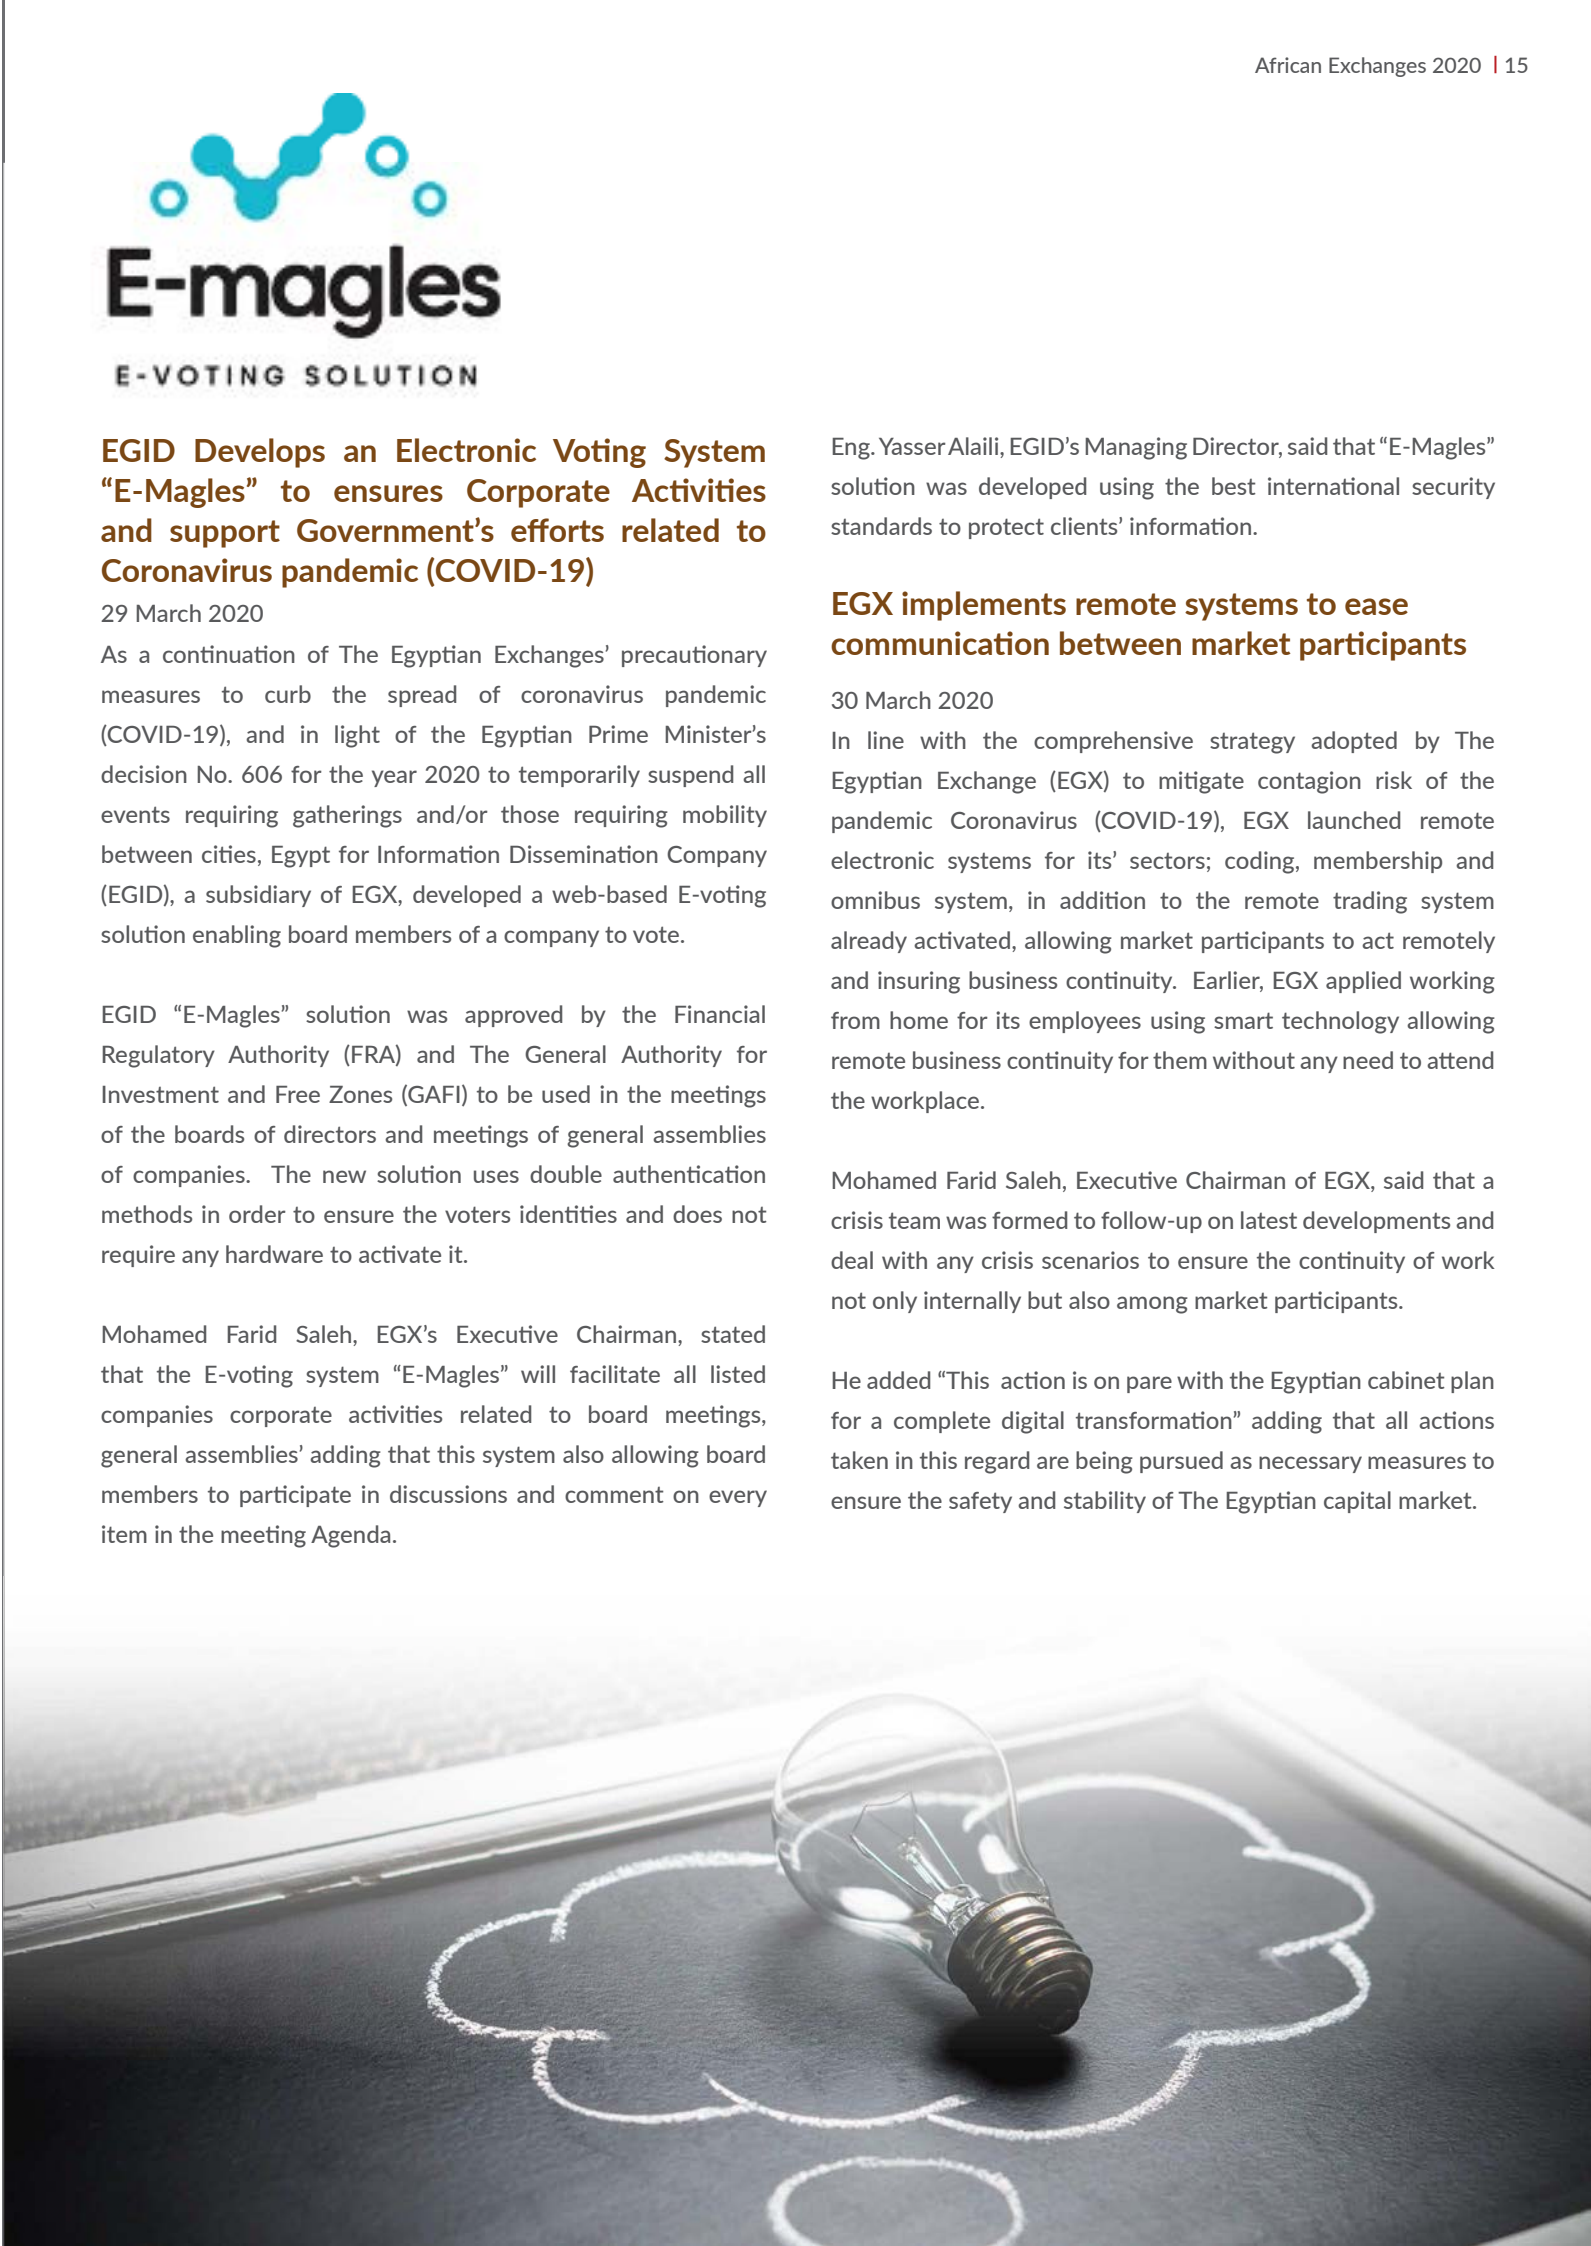 African Exchanges 2020 | 15
E-magles
E-VOTING SOLUTION
EGID Develops an Electronic Voting System
“E-Magles” to ensures Corporate Activities
and support Government’s efforts related to
Coronavirus pandemic (COVID-19)
29 March 2020
As a continuation of The Egyptian Exchanges’ precautionary
measures to curb the spread of coronavirus pandemic
(COVID-19), and in light of the Egyptian Prime Minister’s
decision No. 606 for the year 2020 to temporarily suspend all
events requiring gatherings and/or those requiring mobility
between cities, Egypt for Information Dissemination Company
(EGID), a subsidiary of EGX, developed a web-based E-voting
solution enabling board members of a company to vote.
EGID “E-Magles” solution was approved by the Financial
Regulatory Authority (FRA) and The General Authority for
Investment and Free Zones (GAFI) to be used in the meetings
of the boards of directors and meetings of general assemblies
of companies. The new solution uses double authentication
methods in order to ensure the voters identities and does not
require any hardware to activate it.
Mohamed Farid Saleh, EGX’s Executive Chairman, stated
that the E-voting system “E-Magles” will facilitate all listed
companies corporate activities related to board meetings,
general assemblies’ adding that this system also allowing board
members to participate in discussions and comment on every
item in the meeting Agenda.
Eng. Yasser Alaili, EGID’s Managing Director, said that “E-Magles”
solution was developed using the best international security
standards to protect clients’ information.
EGX implements remote systems to ease
communication between market participants
30 March 2020
In line with the comprehensive strategy adopted by The
Egyptian Exchange (EGX) to mitigate contagion risk of the
pandemic Coronavirus (COVID-19), EGX launched remote
electronic systems for its’ sectors; coding, membership and
omnibus system, in addition to the remote trading system
already activated, allowing market participants to act remotely
and insuring business continuity. Earlier, EGX applied working
from home for its employees using smart technology allowing
remote business continuity for them without any need to attend
the workplace.
Mohamed Farid Saleh, Executive Chairman of EGX, said that a
crisis team was formed to follow-up on latest developments and
deal with any crisis scenarios to ensure the continuity of work
not only internally but also among market participants.
He added “This action is on pare with the Egyptian cabinet plan
for a complete digital transformation” adding that all actions
taken in this regard are being pursued as necessary measures to
ensure the safety and stability of The Egyptian capital market.